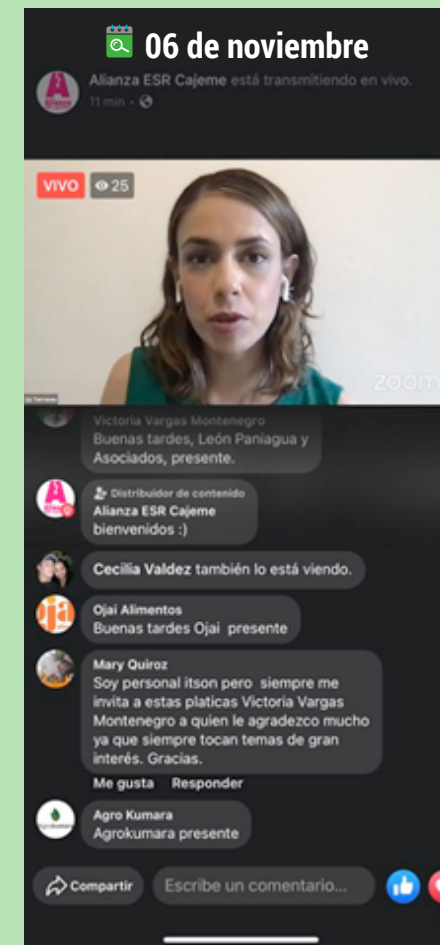 06 de noviembre
Alianza ESR Cajeme está transmitiendo en vivo.
11 min ·
VIVO
25
zoom
Victoria Vargas Montenegro
Buenas tardes, León Paniagua y
Asociados, presente.
Distribuidor de contenido
Alianza ESR Cajeme
bienvenidos :)
Cecilia Valdez también lo está viendo.
Ojai Alimentos
Buenas tardes Ojai presente
Mary Quiroz
Soy personal itson pero siempre me
invita a estas platicas Victoria Vargas
Montenegro a quien le agradezco mucho
ya que siempre tocan temas de gran
interés. Gracias.
Me gusta Responder
Agro Kumara
Agrokumara presente
Compartir
Escribe un comentario...